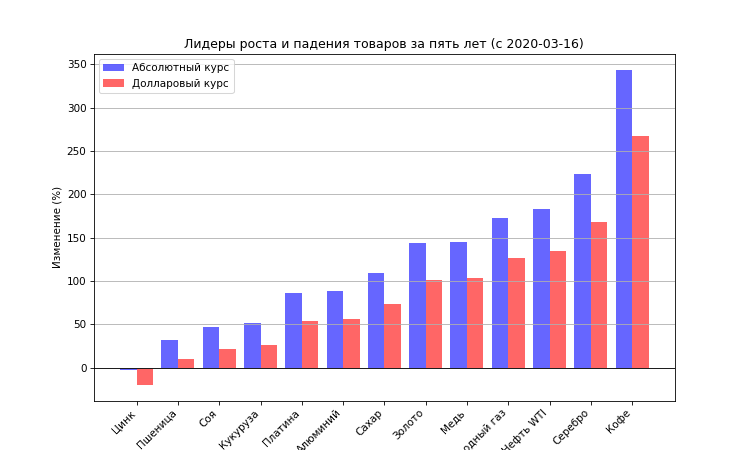 Лидеры роста и падения товаров за пять лет (с 2020-03-16)
Абсолютный курс
Долларовый курс
Изменение (%)
350
300
250
200
150
100
50
0
Цинк
Пшеница
Соя
Кукуруза
Платина
Алюминий
Сахар
Золото
Медь
одный газ
Нефть WTI
Серебро
Кофе